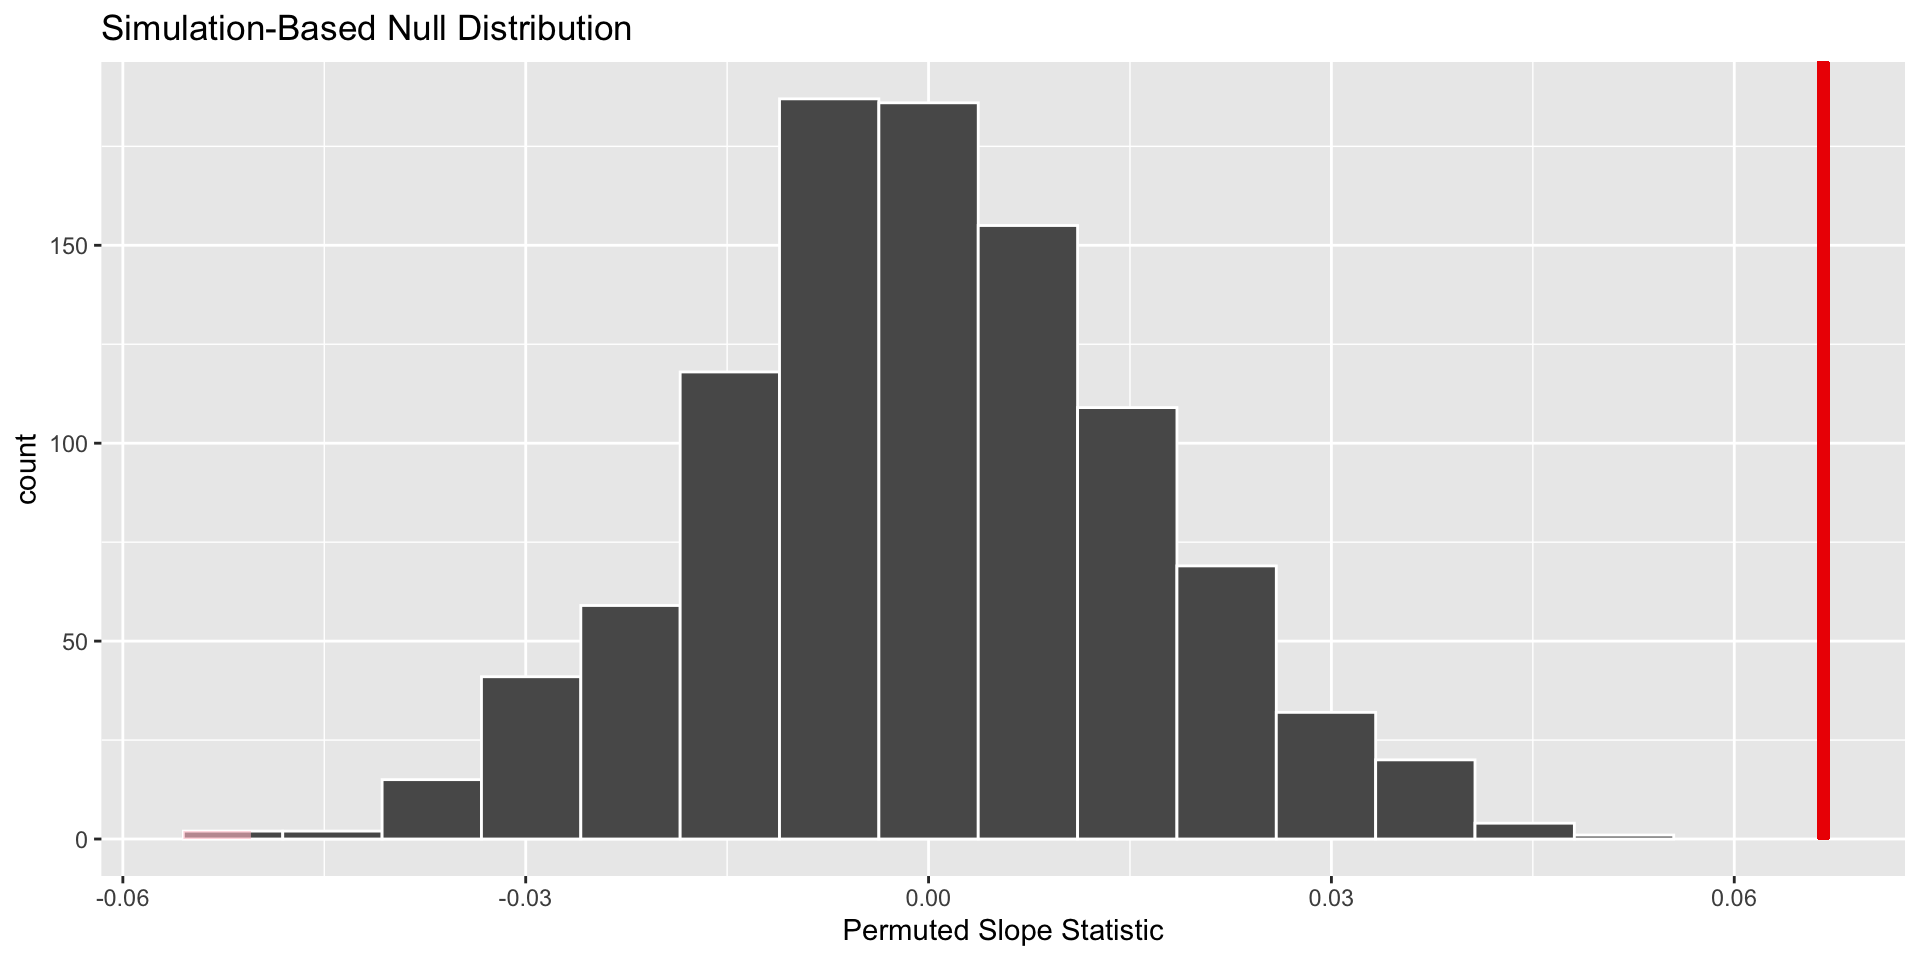 Simulation-Based Null Distribution
count
150
100
50
0
-0.06 -0.03 0.00 0.03 0.06
Permuted Slope Statistic